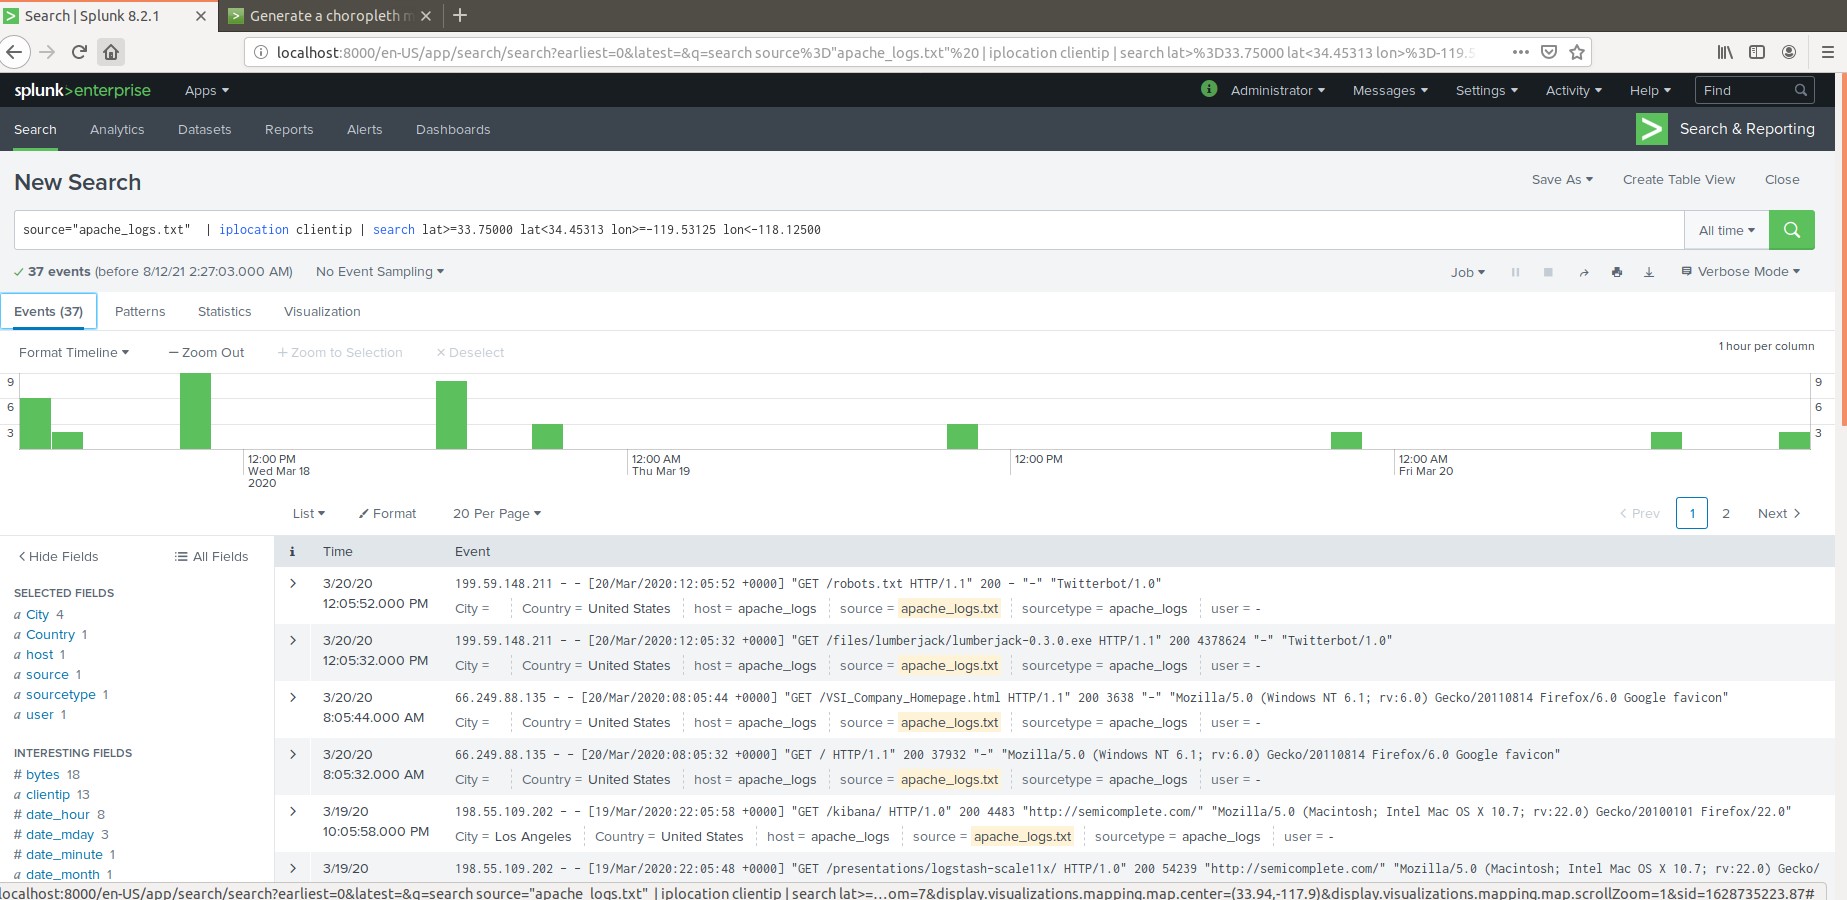 Search | Splunk 8.2.1
Generate a choropleth m
localhost:8000/en-US/app/search/search?earliest=0&latest=&q=search source%3D"apache_logs.txt"%20 | iplocation clientip | search lat>%3D33.75000 lat<34.45313 lon>%3D-119.5
splunk>enterprise Apps Administrator Messages Settings Activity Help Find
Search Analytics Datasets Reports Alerts Dashboards Search & Reporting
New Search Save As Create Table View Close
source="apache_logs.txt" | iplocation clientip | search lat>=33.75000 lat<34.45313 lon>=-119.53125 lon<-118.12500 All time
✓ 37 events (before 8/12/21 2:27:03.000 AM) No Event Sampling Job Verbose Mode
Events (37) Patterns Statistics Visualization
Format Timeline — Zoom Out + Zoom to Selection × Deselect 1 hour per column
9 9
6 6
3 3
12:00 PM 12:00 AM 12:00 PM 12:00 AM
Wed Mar 18 Thu Mar 19 Fri Mar 20
2020
List Format 20 Per Page < Prev 1 2 Next >
< Hide Fields All Fields
SELECTED FIELDS
a City 4
a Country 1
a host 1
a source 1
a sourcetype 1
a user 1
INTERESTING FIELDS
# bytes 18
a clientip 13
# date_hour 8
# date_mday 3
# date_minute 1
a date_month 1
i Time Event
> 3/20/20 199.59.148.211 - - [20/Mar/2020:12:05:52 +0000] "GET /robots.txt HTTP/1.1" 200 - "-" "Twitterbot/1.0"
12:05:52.000 PM City = Country = United States host = apache_logs source = apache_logs.txt sourcetype = apache_logs user = -
> 3/20/20 199.59.148.211 - - [20/Mar/2020:12:05:32 +0000] "GET /files/lumberjack/lumberjack-0.3.0.exe HTTP/1.1" 200 4378624 "-" "Twitterbot/1.0"
12:05:32.000 PM City = Country = United States host = apache_logs source = apache_logs.txt sourcetype = apache_logs user = -
> 3/20/20 66.249.88.135 - - [20/Mar/2020:08:05:44 +0000] "GET /VSI_Company_Homepage.html HTTP/1.1" 200 3638 "-" "Mozilla/5.0 (Windows NT 6.1; rv:6.0) Gecko/20110814 Firefox/6.0 Google favicon"
8:05:44.000 AM City = Country = United States host = apache_logs source = apache_logs.txt sourcetype = apache_logs user = -
> 3/20/20 66.249.88.135 - - [20/Mar/2020:08:05:32 +0000] "GET / HTTP/1.1" 200 37932 "-" "Mozilla/5.0 (Windows NT 6.1; rv:6.0) Gecko/20110814 Firefox/6.0 Google favicon"
8:05:32.000 AM City = Country = United States host = apache_logs source = apache_logs.txt sourcetype = apache_logs user = -
> 3/19/20 198.55.109.202 - - [19/Mar/2020:22:05:58 +0000] "GET /kibana/ HTTP/1.0" 200 4483 "http://semicomplete.com/" "Mozilla/5.0 (Macintosh; Intel Mac OS X 10.7; rv:22.0) Gecko/20100101 Firefox/22.0"
10:05:58.000 PM City = Los Angeles Country = United States host = apache_logs source = apache_logs.txt sourcetype = apache_logs user = -
> 3/19/20 198.55.109.202 - - [19/Mar/2020:22:05:48 +0000] "GET /presentations/logstash-scale11x/ HTTP/1.0" 200 54239 "http://semicomplete.com/" "Mozilla/5.0 (Macintosh; Intel Mac OS X 10.7; rv:22.0) Gecko/
localhost:8000/en-US/app/search/search?earliest=0&latest=&q=search source="apache_logs.txt" | iplocation clientip | search lat>=…om=7&display.visualizations.mapping.map.center=(33.94,-117.9)&display.visualizations.mapping.map.scrollZoom=1&sid=1628735223.87#